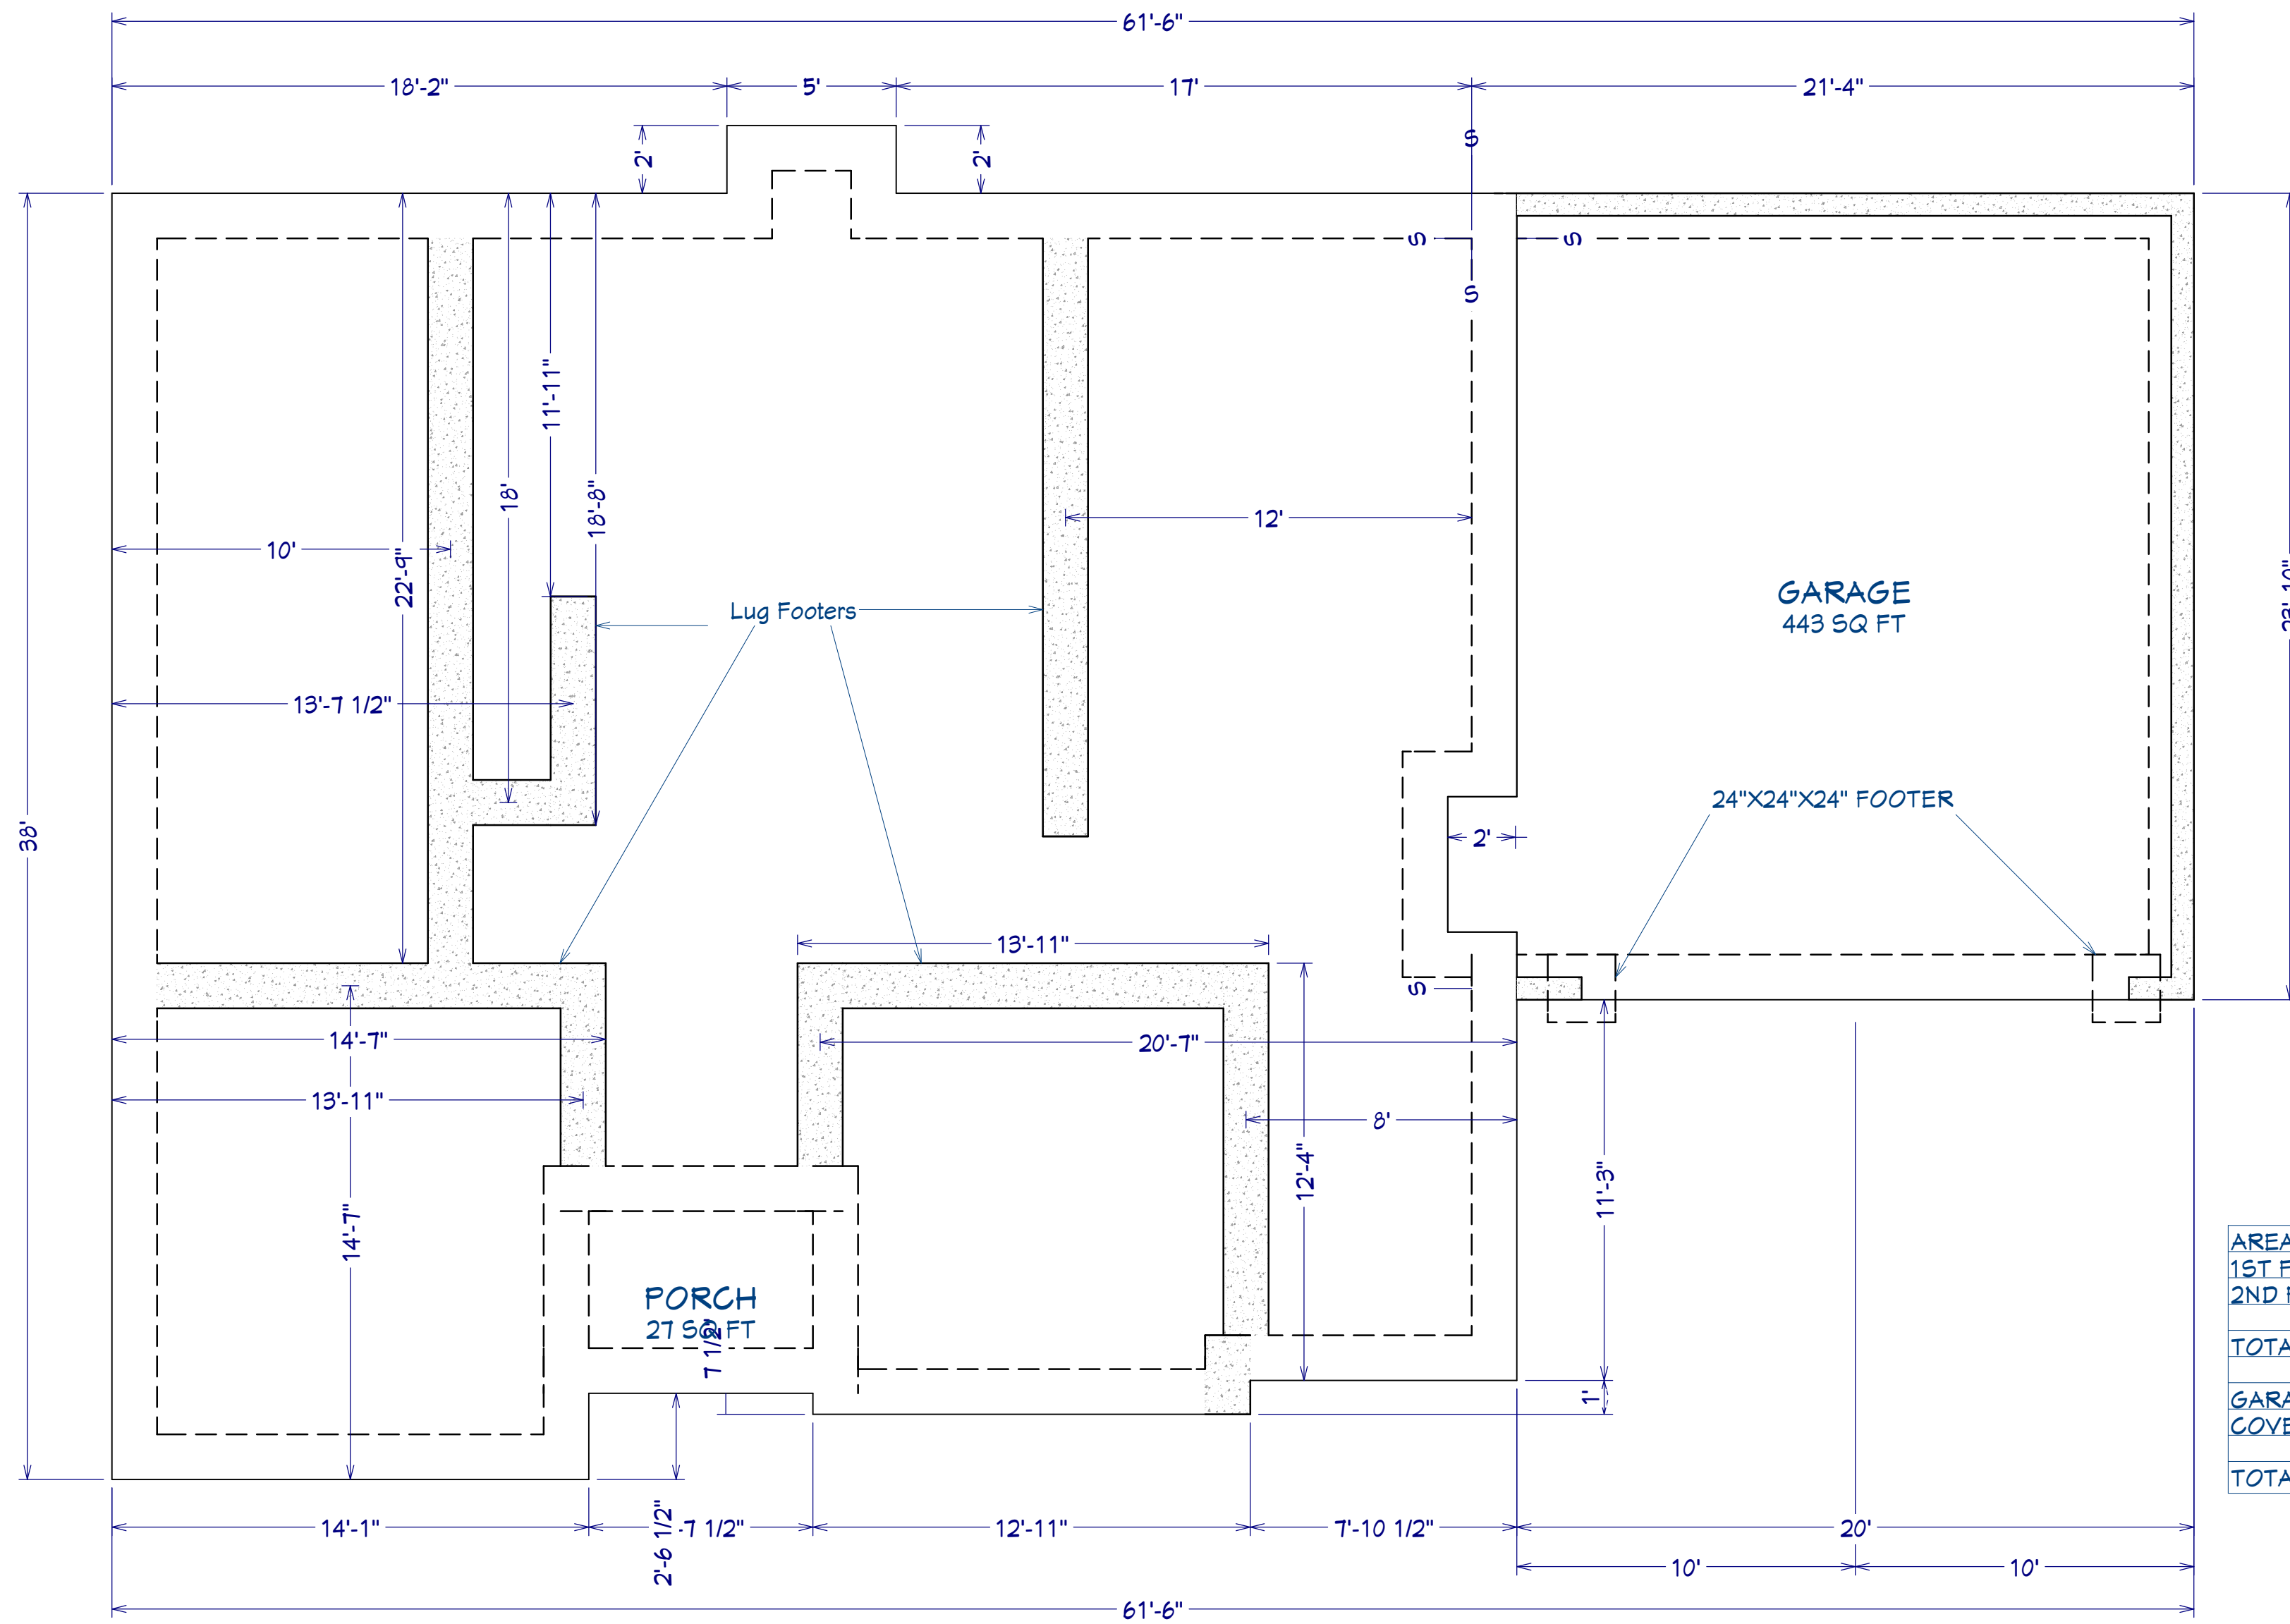 61'-6"
18'-2"
5'
17'
21'-4"
2'
2'
S
S
S
S
11'-11"
18'
18'-8"
12'
10'
22'-9"
GARAGE
443 SQ FT
Lug Footers
13'-7 1/2"
24"X24"X24" FOOTER
38'
2'
13'-11"
S
14'-7"
20'-7"
13'-11"
8'
12'-4"
11'-3"
14'-7"
PORCH
27 SQ FT
7 1/2"
1'
AREA
1ST F
2ND
TOTA
GARA
COVE
TOTA
14'-1"
2'-6 1/2"
-7 1/2"
12'-11"
7'-10 1/2"
20'
10'
10'
61'-6"